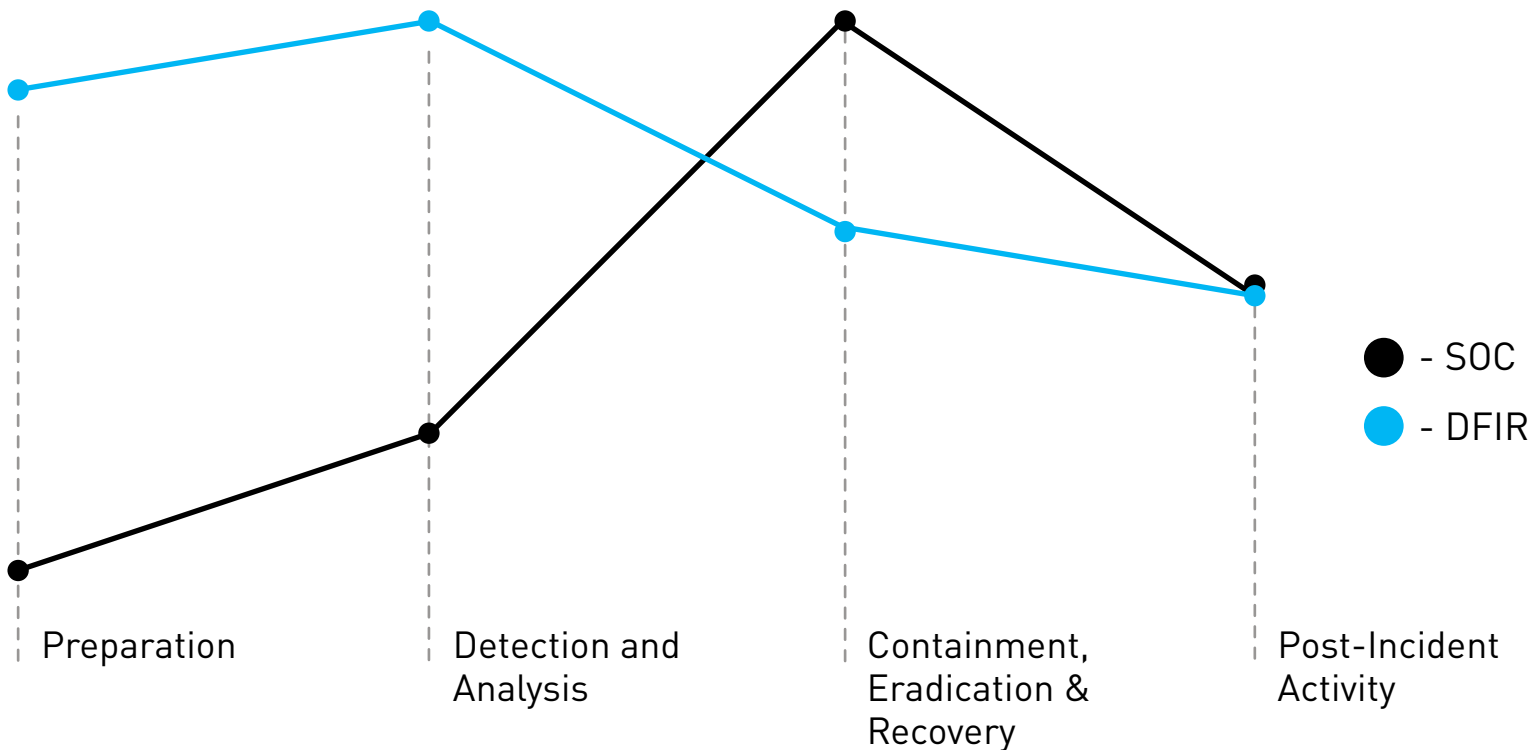 - SOC
- DFIR
Preparation
Detection and
Analysis
Containment,
Eradication &
Recovery
Post-Incident
Activity